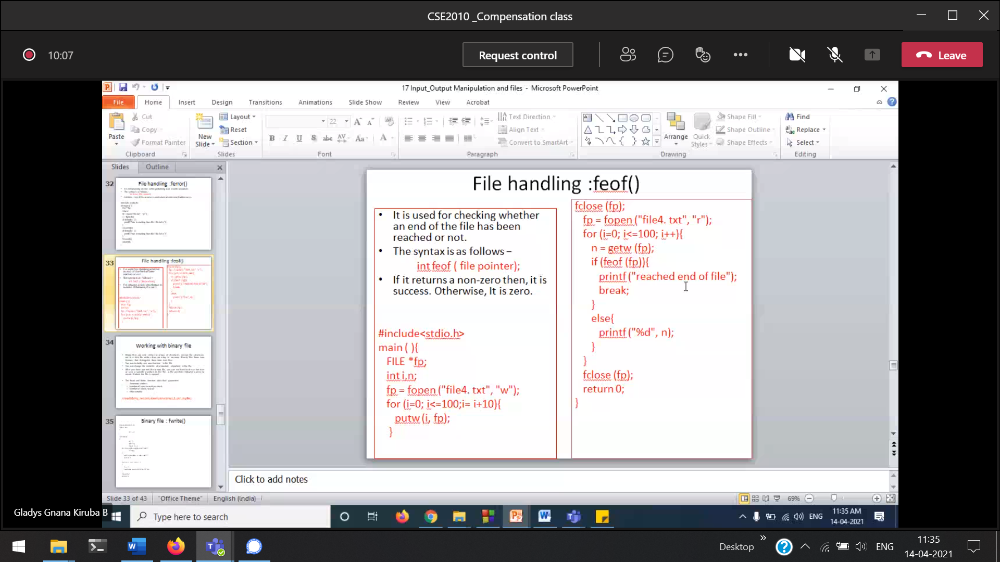 CSE2010 _Compensation class
10:07
Request control
Leave
17 Input_Output Manipulation and files - Microsoft PowerPoint
File Home Insert Design Transitions Animations Slide Show Review View Acrobat
Paste
Cut
Copy
Format Painter
Clipboard
New
Slide
Layout
Reset
Section
Slides
22
Font
Text Direction
Align Text
Convert to SmartArt
Paragraph
Arrange
Quick
Styles
Shape Fill
Shape Outline
Shape Effects
Drawing
Find
Replace
Select
Editing
Slides Outline
32
File handling :ferror()
33
File handling :feof()
34
Working with binary file
35
Binary file : fwrite()
File handling :feof()
• It is used for checking whether
an end of the file has been
reached or not.
• The syntax is as follows –
int feof ( file pointer);
• If it returns a non-zero then, it is
success. Otherwise, It is zero.
#include<stdio.h>
main ( ){
FILE *fp;
int i,n;
fp = fopen ("file4. txt", "w");
for (i=0; i<=100;i= i+10){
putw (i, fp);
}
fclose (fp);
fp = fopen ("file4. txt", "r");
for (i=0; i<=100; i++){
n = getw (fp);
if (feof (fp)){
printf ("reached end of file");
break;
}
else{
printf ("%d", n);
}
}
fclose (fp);
return 0;
}
Click to add notes
Slide 33 of 43
"Office Theme"
English (India)
69%
Gladys Gnana Kiruba B
Type here to search
ENG
11:35 AM
14-04-2021
Desktop
ENG
11:35
14-04-2021